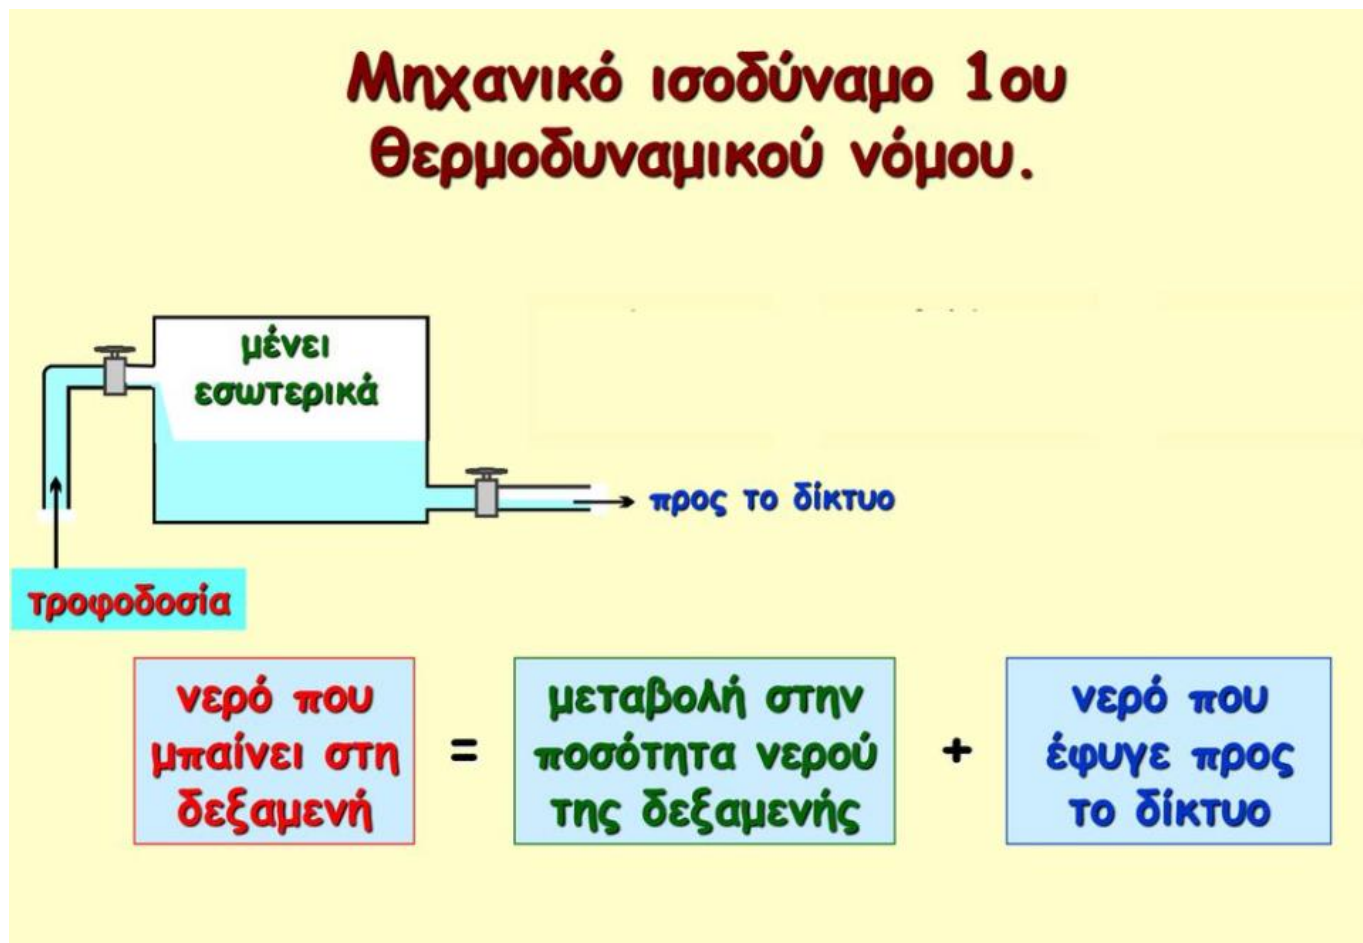 Μηχανικό ισοδύναμο 1ου
θερμοδυναμικού νόμου.
μένει
εσωτερικά
προς το δίκτυο
τροφοδοσία
νερό που
μπαίνει στη
δεξαμενή
=
μεταβολή στην
ποσότητα νερού
της δεξαμενής
+
νερό που
έφυγε προς
το δίκτυο